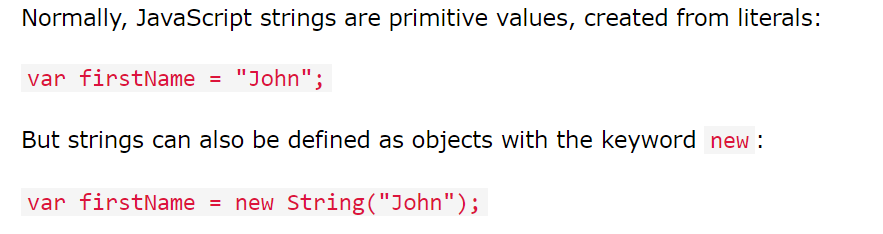 Normally, JavaScript strings are primitive values, created from literals:
var firstName = "John";
But strings can also be defined as objects with the keyword new :
var firstName = new String("John");